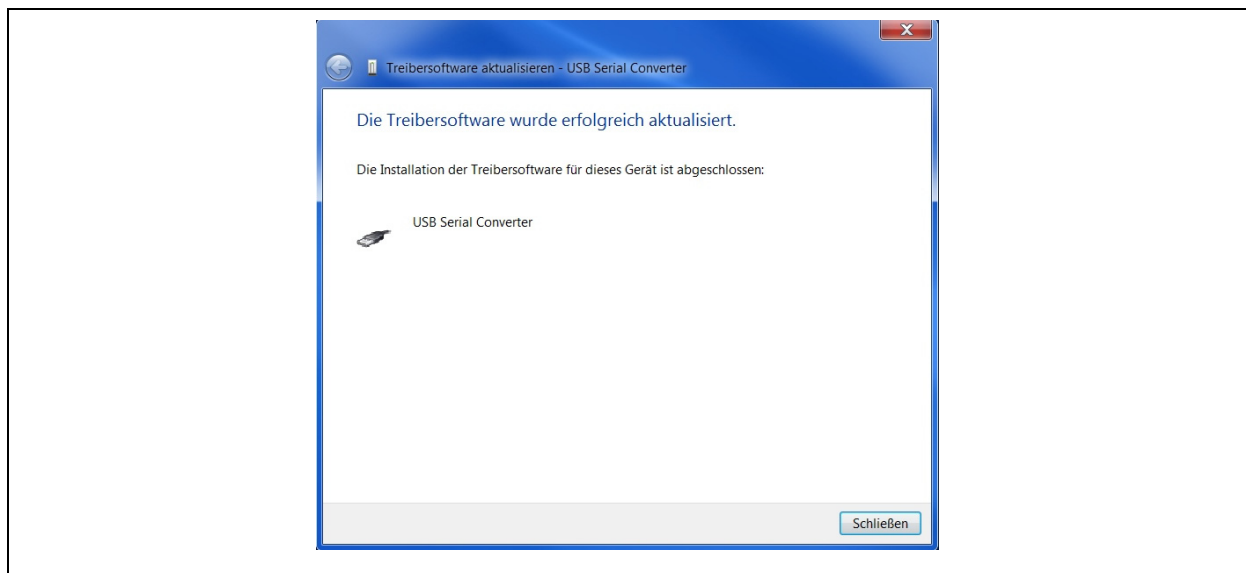 Treibersoftware aktualisieren - USB Serial Converter
Die Treibersoftware wurde erfolgreich aktualisiert.
Die Installation der Treibersoftware für dieses Gerät ist abgeschlossen:
USB Serial Converter
Schließen